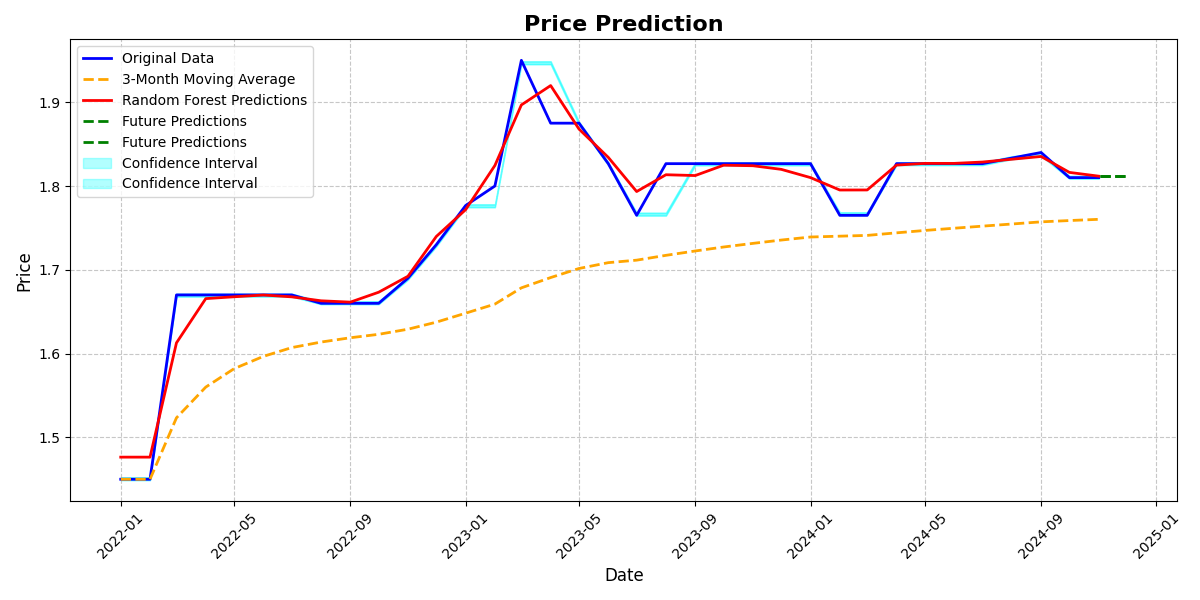 Price Prediction
Original Data
3-Month Moving Average
Random Forest Predictions
Future Predictions
Future Predictions
Confidence Interval
Confidence Interval
Price
1.9
1.8
1.7
1.6
1.5
2022-01
2022-05
2022-09
2023-01
2023-05
2023-09
2024-01
2024-05
2024-09
2025-01
Date